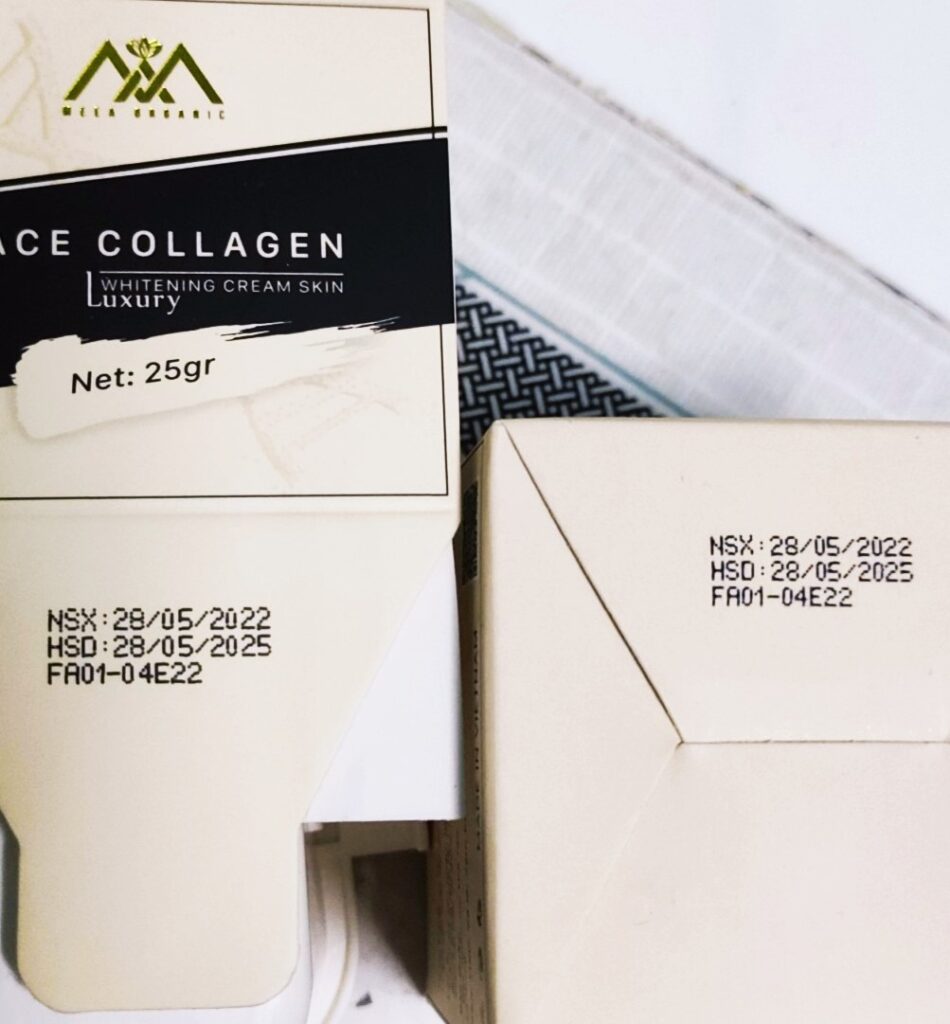 MELA ORGANIC
ACE COLLAGEN
WHITENING CREAM SKIN
Luxury
Net: 25gr
NSX:28/05/2022
HSD:28/05/2025
FA01-04E22
NSX:28/05/2022
HSD:28/05/2025
FA01-04E22